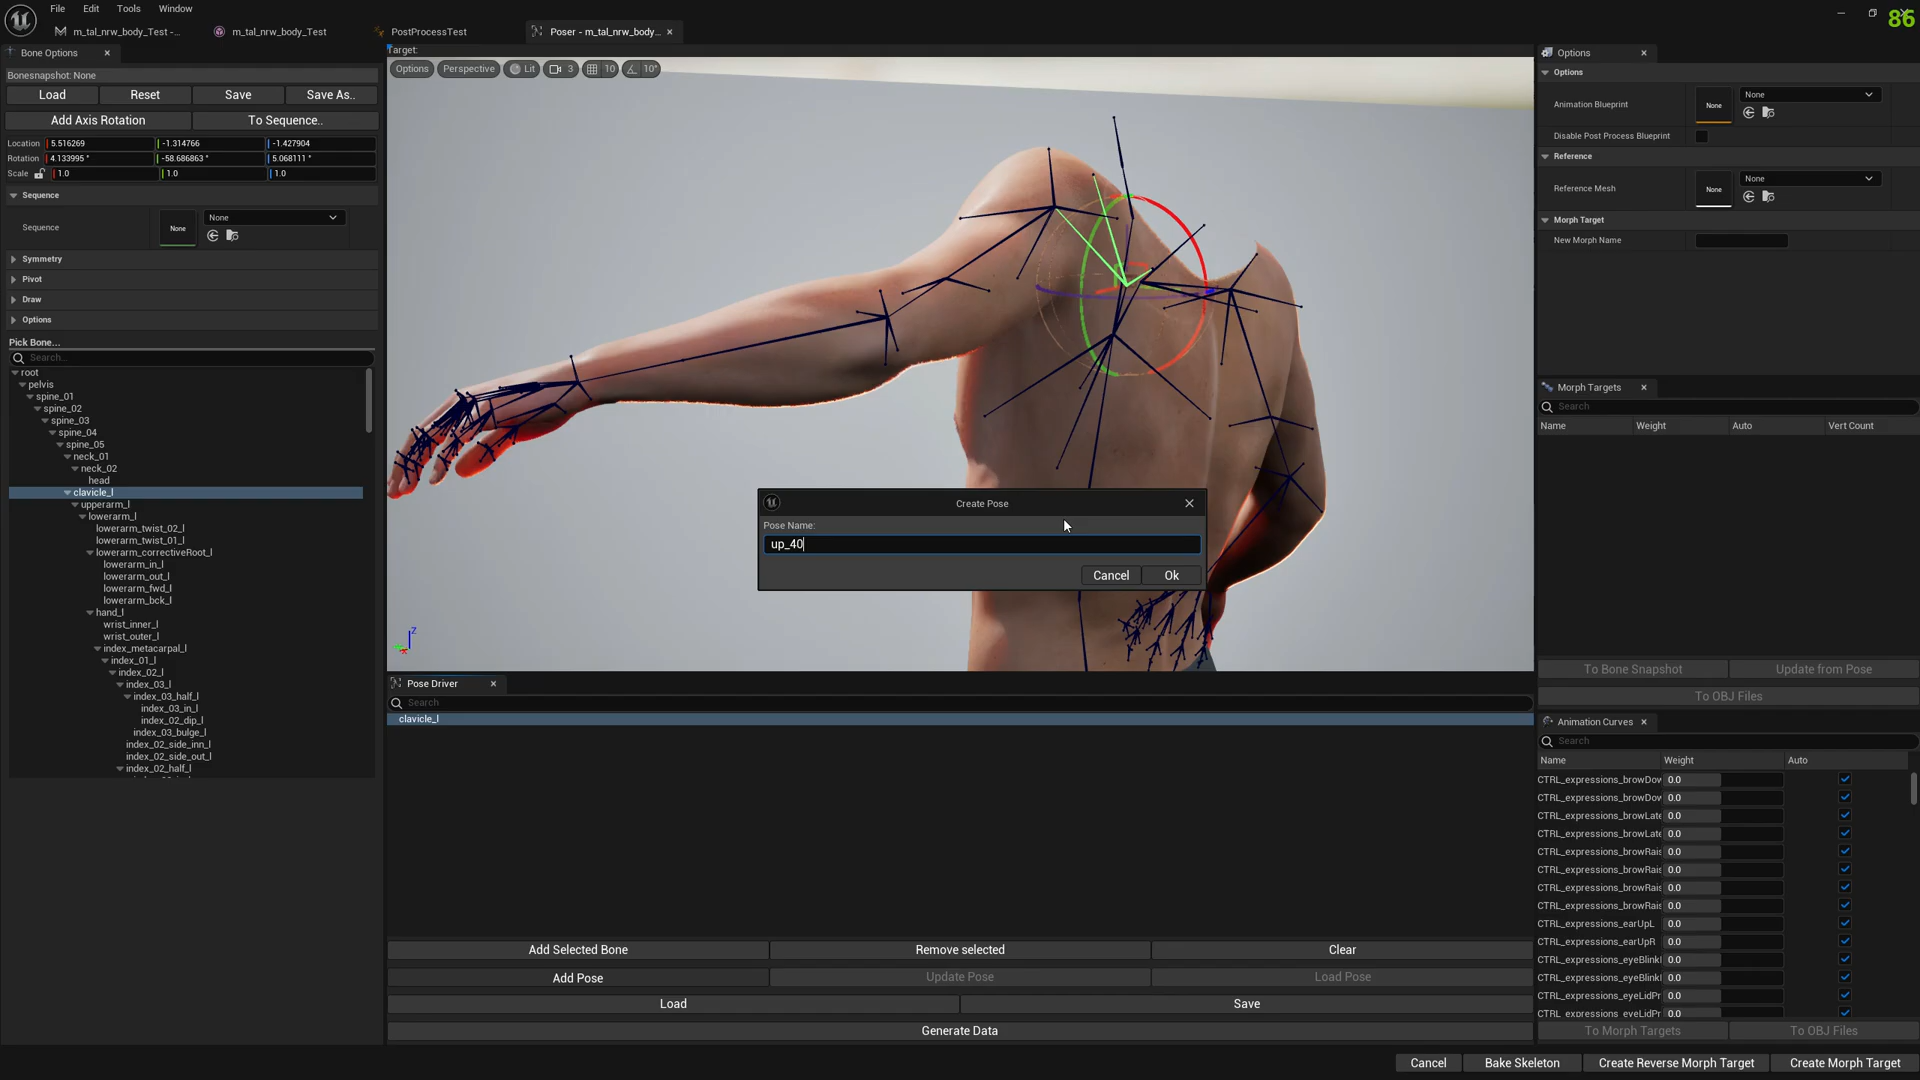 File Edit Tools Window
86
m_tal_nrw_body_Test -... m_tal_nrw_body_Test PostProcessTest Poser - m_tal_nrw_body...
Bone Options
Bonesnapshot: None
Load Reset Save Save As..
Add Axis Rotation To Sequence..
Location 5.516269 -1.314766 -1.427904
Rotation 4.133995 ° -58.686863 ° 5.068111 °
Scale 1.0 1.0 1.0
Sequence
Sequence None None
Symmetry
Pivot
Draw
Options
Pick Bone...
Search...
root
pelvis
spine_01
spine_02
spine_03
spine_04
spine_05
neck_01
neck_02
head
clavicle_l
upperarm_l
lowerarm_l
lowerarm_twist_02_l
lowerarm_twist_01_l
lowerarm_correctiveRoot_l
lowerarm_in_l
lowerarm_out_l
lowerarm_fwd_l
lowerarm_bck_l
hand_l
wrist_inner_l
wrist_outer_l
index_metacarpal_l
index_01_l
index_02_l
index_03_l
index_03_half_l
index_03_in_l
index_02_dip_l
index_03_bulge_l
index_02_side_inn_l
index_02_side_out_l
index_02_half_l
Target:
Options Perspective Lit 3 10 10°
Z
Create Pose
Pose Name:
up_40
Cancel Ok
Pose Driver
Search
clavicle_l
Add Selected Bone Remove selected Clear
Add Pose Update Pose Load Pose
Load Save
Generate Data
Options
Options
Animation Blueprint None None
Disable Post Process Blueprint
Reference
Reference Mesh None None
Morph Target
New Morph Name
Morph Targets
Search
Name Weight Auto Vert Count
To Bone Snapshot Update from Pose
To OBJ Files
Animation Curves
Search
Name Weight Auto
CTRL_expressions_browDow 0.0
CTRL_expressions_browDow 0.0
CTRL_expressions_browLate 0.0
CTRL_expressions_browLate 0.0
CTRL_expressions_browRais 0.0
CTRL_expressions_browRais 0.0
CTRL_expressions_browRais 0.0
CTRL_expressions_browRais 0.0
CTRL_expressions_earUpL 0.0
CTRL_expressions_earUpR 0.0
CTRL_expressions_eyeBlinkl 0.0
CTRL_expressions_eyeBlinkl 0.0
CTRL_expressions_eyeLidPr 0.0
CTRL_expressions_eyeLidPr 0.0
To Morph Targets To OBJ Files
Cancel Bake Skeleton Create Reverse Morph Target Create Morph Target